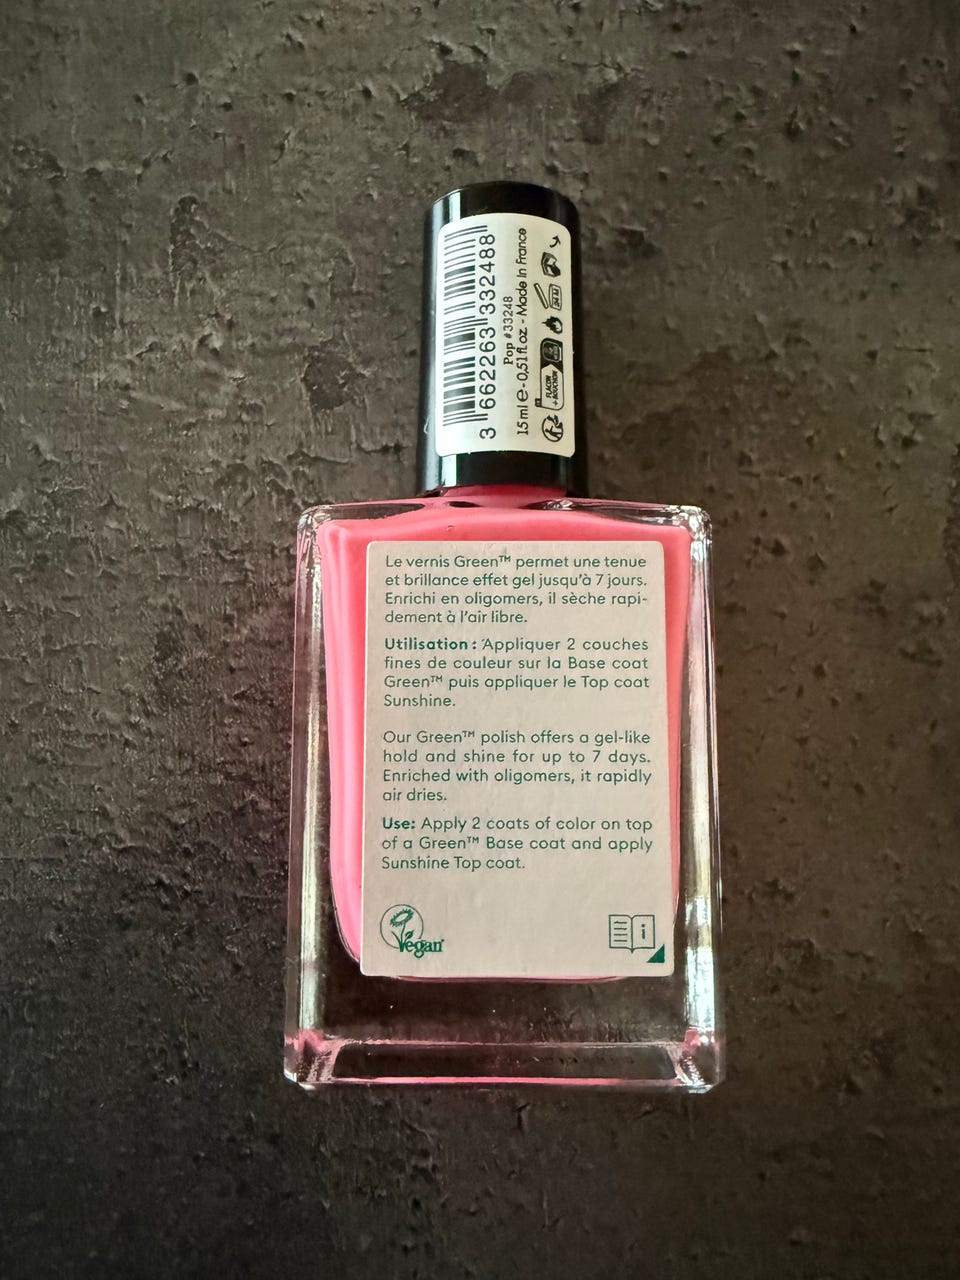 3 662263 332488
Pop #33248
15 ml e - 0,51 fl. oz. - Made In France
FLACON
+ BOUCHON
24 M
Le vernis Green™ permet une tenue
et brillance effet gel jusqu'à 7 jours.
Enrichi en oligomers, il sèche rapi-
dement à l'air libre.
Utilisation : Appliquer 2 couches
fines de couleur sur la Base coat
Green™ puis appliquer le Top coat
Sunshine.
Our Green™ polish offers a gel-like
hold and shine for up to 7 days.
Enriched with oligomers, it rapidly
air dries.
Use: Apply 2 coats of color on top
of a Green™ Base coat and apply
Sunshine Top coat.
Vegan
i